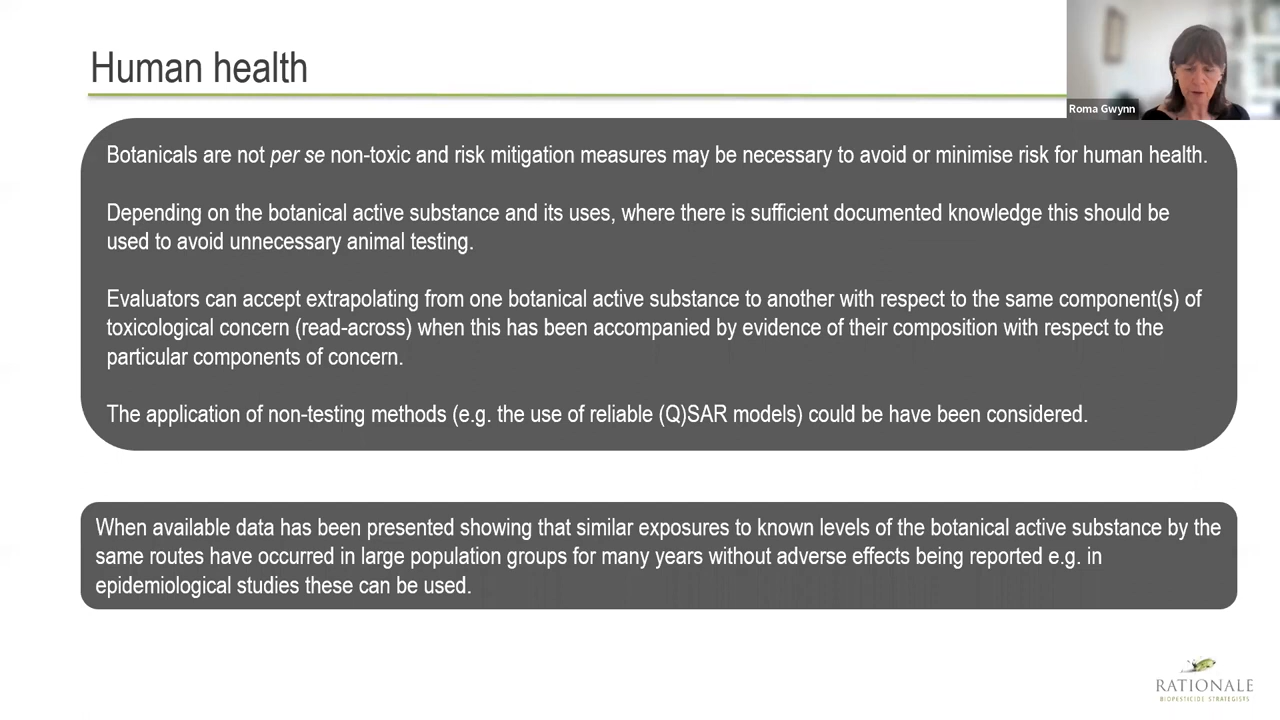 Human health
Roma Gwynn
Botanicals are not per se non-toxic and risk mitigation measures may be necessary to avoid or minimise risk for human health.
Depending on the botanical active substance and its uses, where there is sufficient documented knowledge this should be
used to avoid unnecessary animal testing.
Evaluators can accept extrapolating from one botanical active substance to another with respect to the same component(s) of
toxicological concern (read-across) when this has been accompanied by evidence of their composition with respect to the
particular components of concern.
The application of non-testing methods (e.g. the use of reliable (Q)SAR models) could be have been considered.
When available data has been presented showing that similar exposures to known levels of the botanical active substance by the
same routes have occurred in large population groups for many years without adverse effects being reported e.g. in
epidemiological studies these can be used.
RATIONALE
BIOPESTICIDE STRATEGISTS